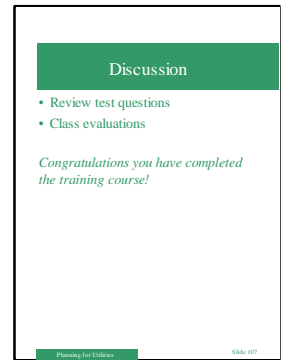 Discussion
• Review test questions
• Class evaluations
Congratulations you have completed
the training course!
Planning for Utilities
Slide 107